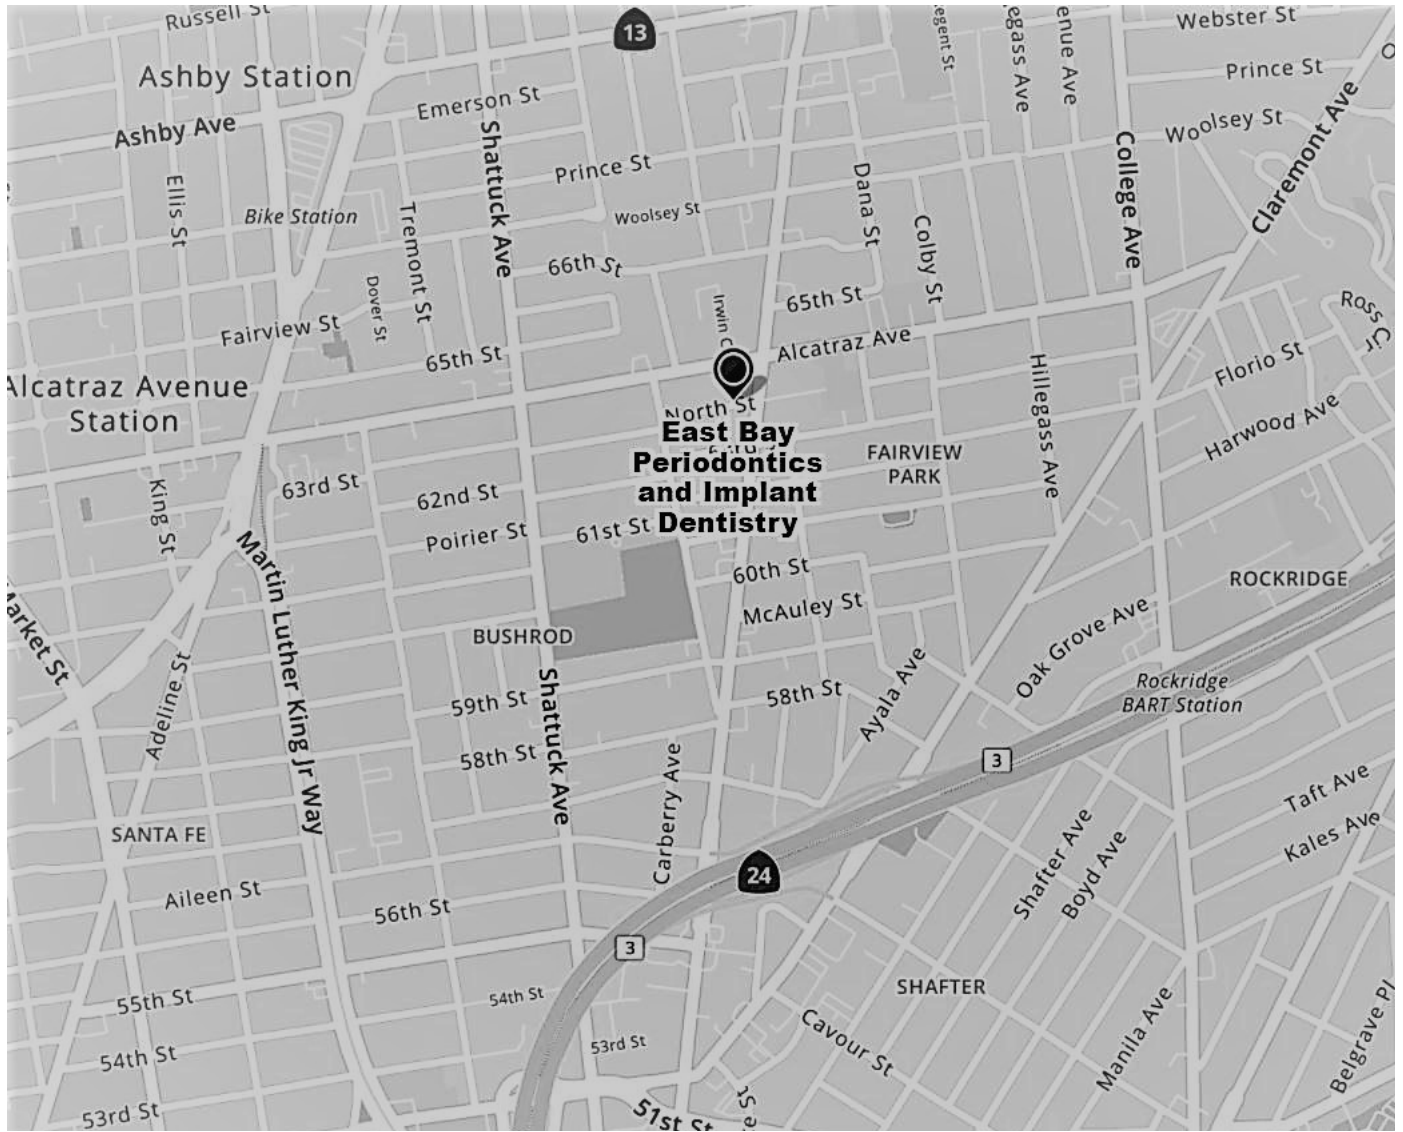 Russell St
13
Webster St
Prince St
Ashby Station
Emerson St
Ashby Ave
Shattuck Ave
Woolsey St
College Ave
Claremont Ave
Prince St
Ellis St
Bike Station
Tremont St
Woolsey St
Dana St
Colby St
66th St
Dover St
65th St
Fairview St
65th St
Alcatraz Ave
Ross Cir
Florio St
Hillegass Ave
Alcatraz Avenue
Station
North St
Harwood Ave
East Bay
Periodontics
and Implant
Dentistry
FAIRVIEW
PARK
King St
63rd St
62nd St
Poirier St
61st St
60th St
McAuley St
ROCKRIDGE
Market St
Martin Luther King Jr Way
BUSHROD
Oak Grove Ave
Adeline St
Shattuck Ave
59th St
58th St
58th St
Ayala Ave
Rockridge
BART Station
3
Carberry Ave
Taft Ave
Kales Ave
SANTA FE
Shafter Ave
Boyd Ave
24
Aileen St
56th St
3
SHAFTER
55th St
54th St
Cavour St
Manila Ave
Belgrave Pl
54th St
53rd St
53rd St
51st St